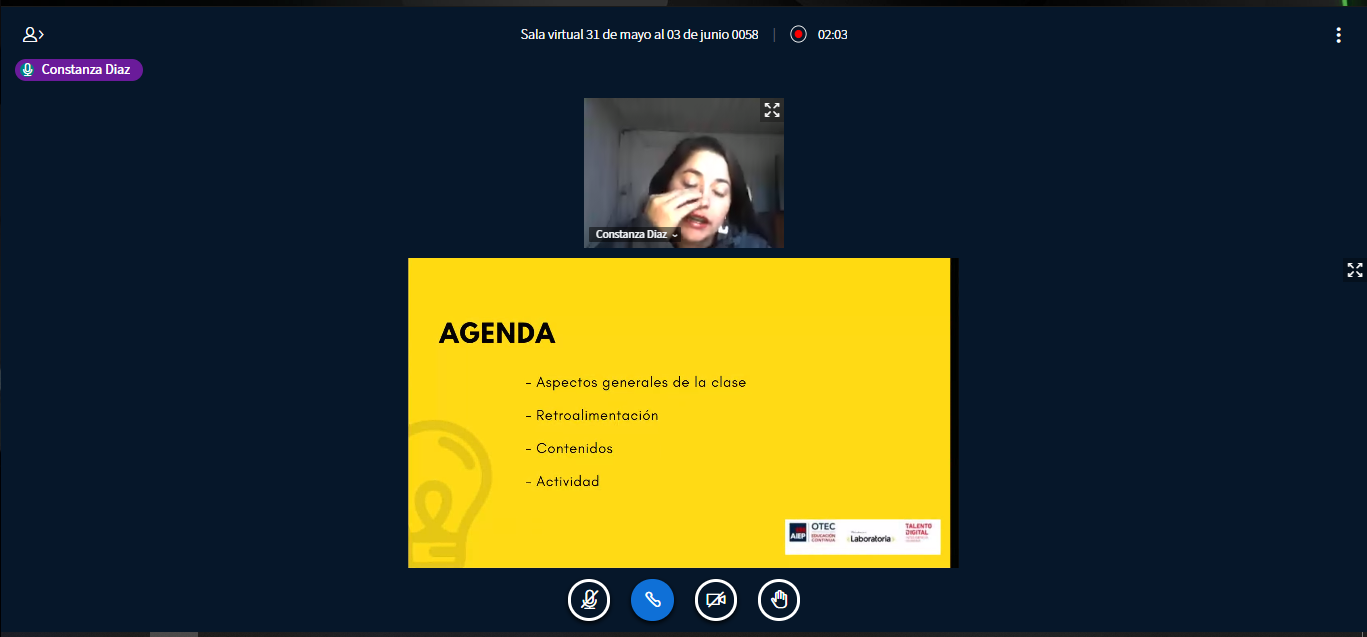 Sala virtual 31 de mayo al 03 de junio 0058 | 02:03
Constanza Diaz
Constanza Diaz
AGENDA
- Aspectos generales de la clase
- Retroalimentación
- Contenidos
- Actividad
AIEP
OTEC
EDUCACIÓN
CONTINUA
Laboratoria
TALENTO
DIGITAL